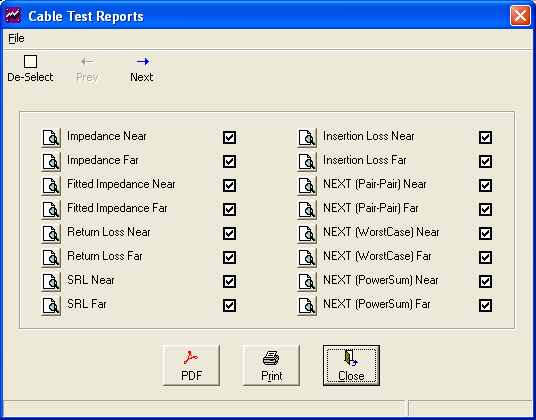 Cable Test Reports
File
De-Select Prev Next
Impedance Near
Impedance Far
Fitted Impedance Near
Fitted Impedance Far
Return Loss Near
Return Loss Far
SRL Near
SRL Far
Insertion Loss Near
Insertion Loss Far
NEXT (Pair-Pair) Near
NEXT (Pair-Pair) Far
NEXT (WorstCase) Near
NEXT (WorstCase) Far
NEXT (PowerSum) Near
NEXT (PowerSum) Far
PDF Print Close